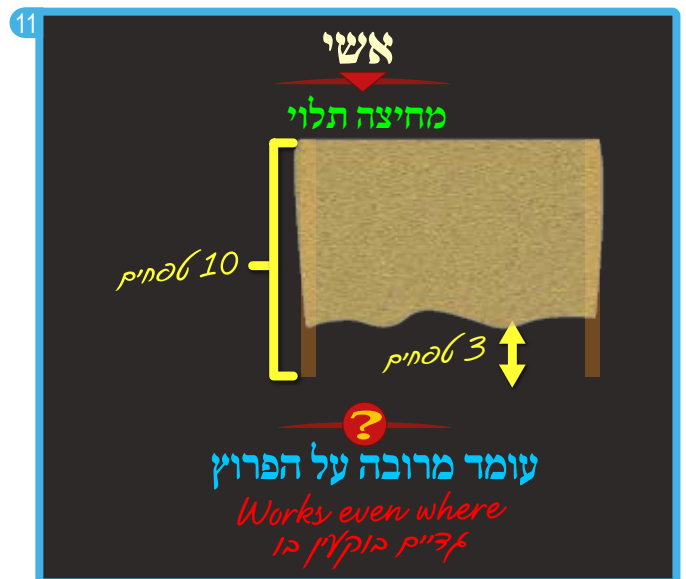 11
אשי
מחיצה תלוי
10 טפחים
3 טפחים
?
עומד מרובה על הפרוץ
Works even where
גדיים בוקעין בו